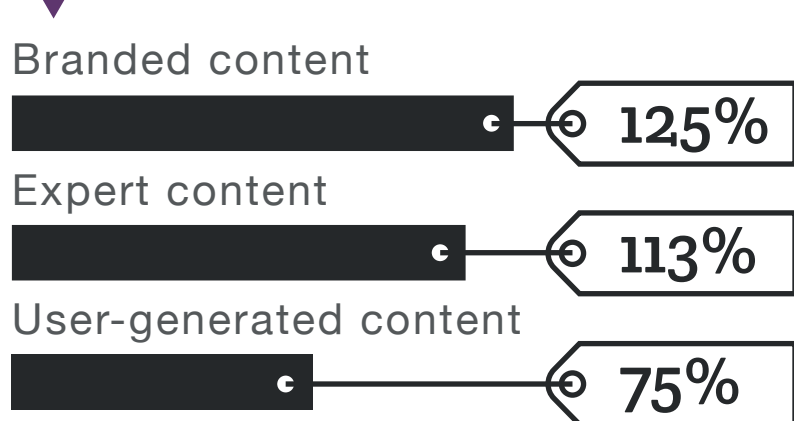 Branded content
125%
Expert content
113%
User-generated content
75%